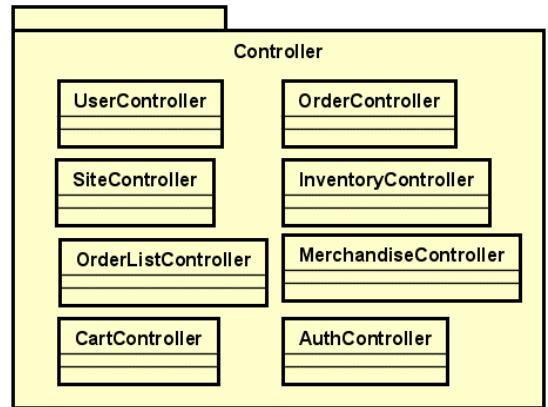 Controller
UserController
OrderController
SiteController
InventoryController
OrderListController
MerchandiseController
CartController
AuthController